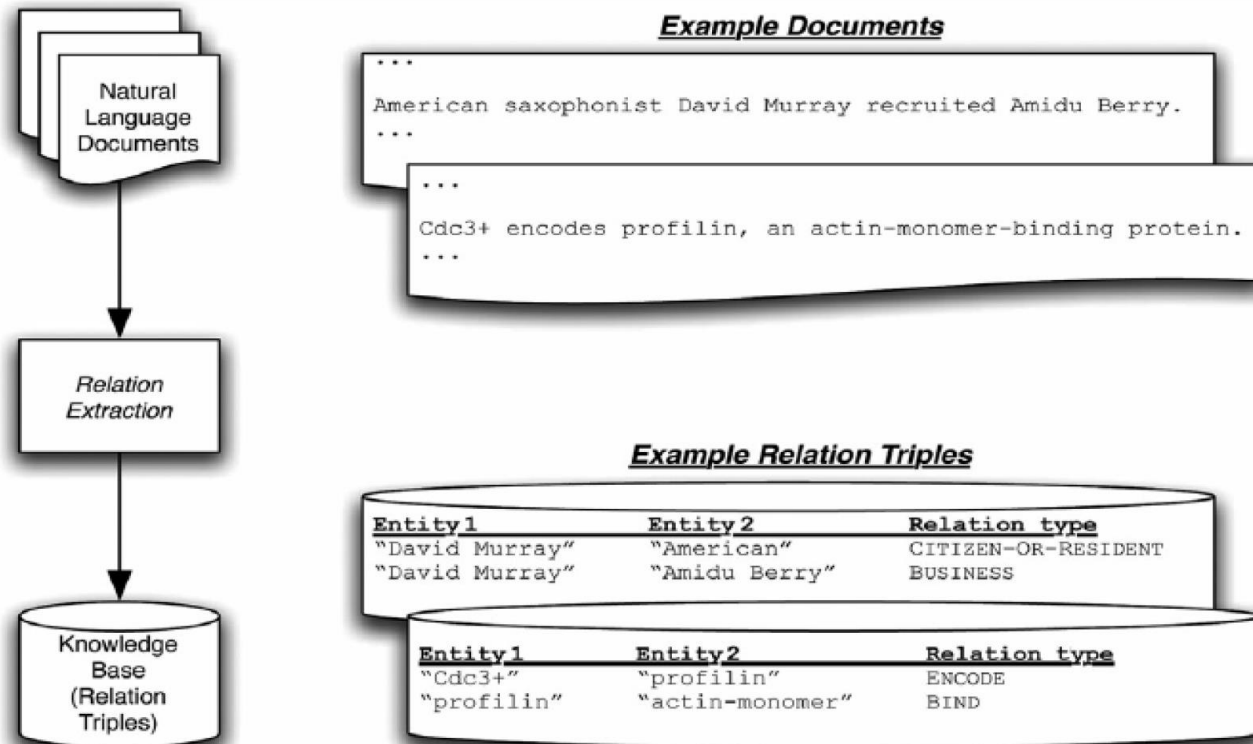 Natural
Language
Documents
Relation
Extraction
Knowledge
Base
(Relation
Triples)
Example Documents
...
American saxophonist David Murray recruited Amidu Berry.
...
...
Cdc3+ encodes profilin, an actin-monomer-binding protein.
...
Example Relation Triples
Entity1 Entity2 Relation type
"David Murray" "American" CITIZEN-OR-RESIDENT
"David Murray" "Amidu Berry" BUSINESS
Entity1 Entity2 Relation type
"Cdc3+" "profilin" ENCODE
"profilin" "actin-monomer" BIND